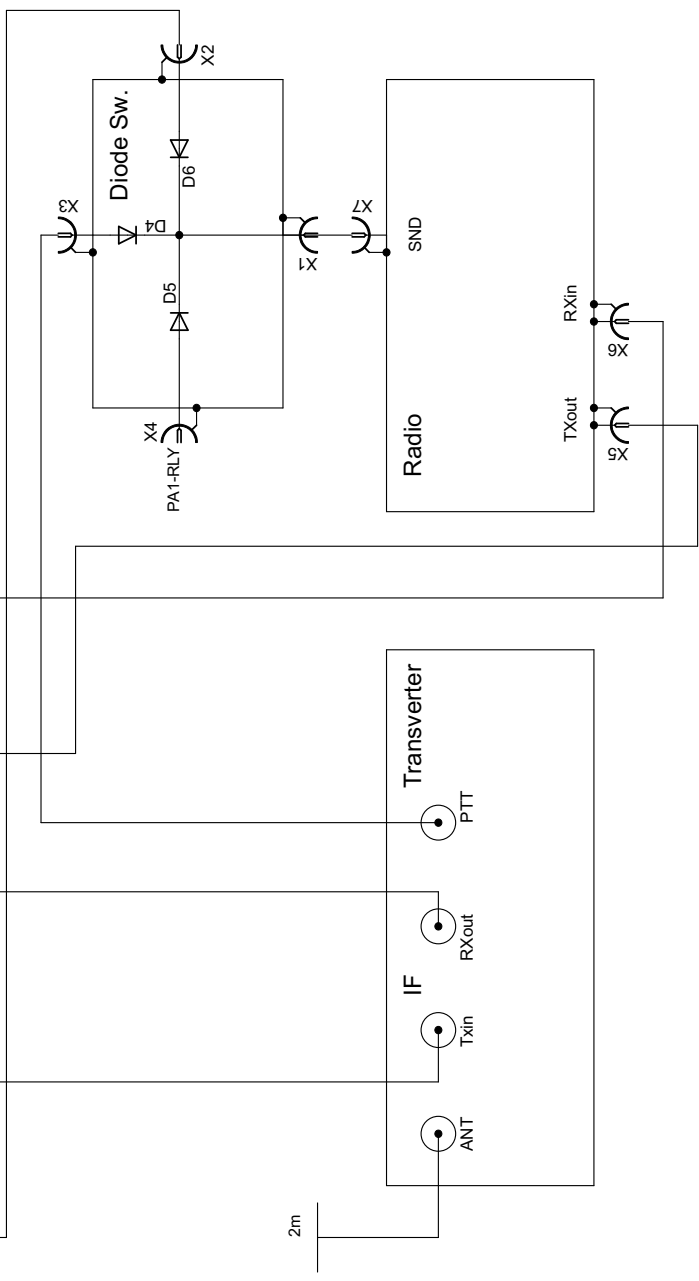 X2
Diode Sw.
D6
X3
D4
X7
SND
X1
D5
RXin
X6
X4
PA1-RLY
TXout
X5
Radio
Transverter
PTT
RXout
IF
Txin
ANT
2m